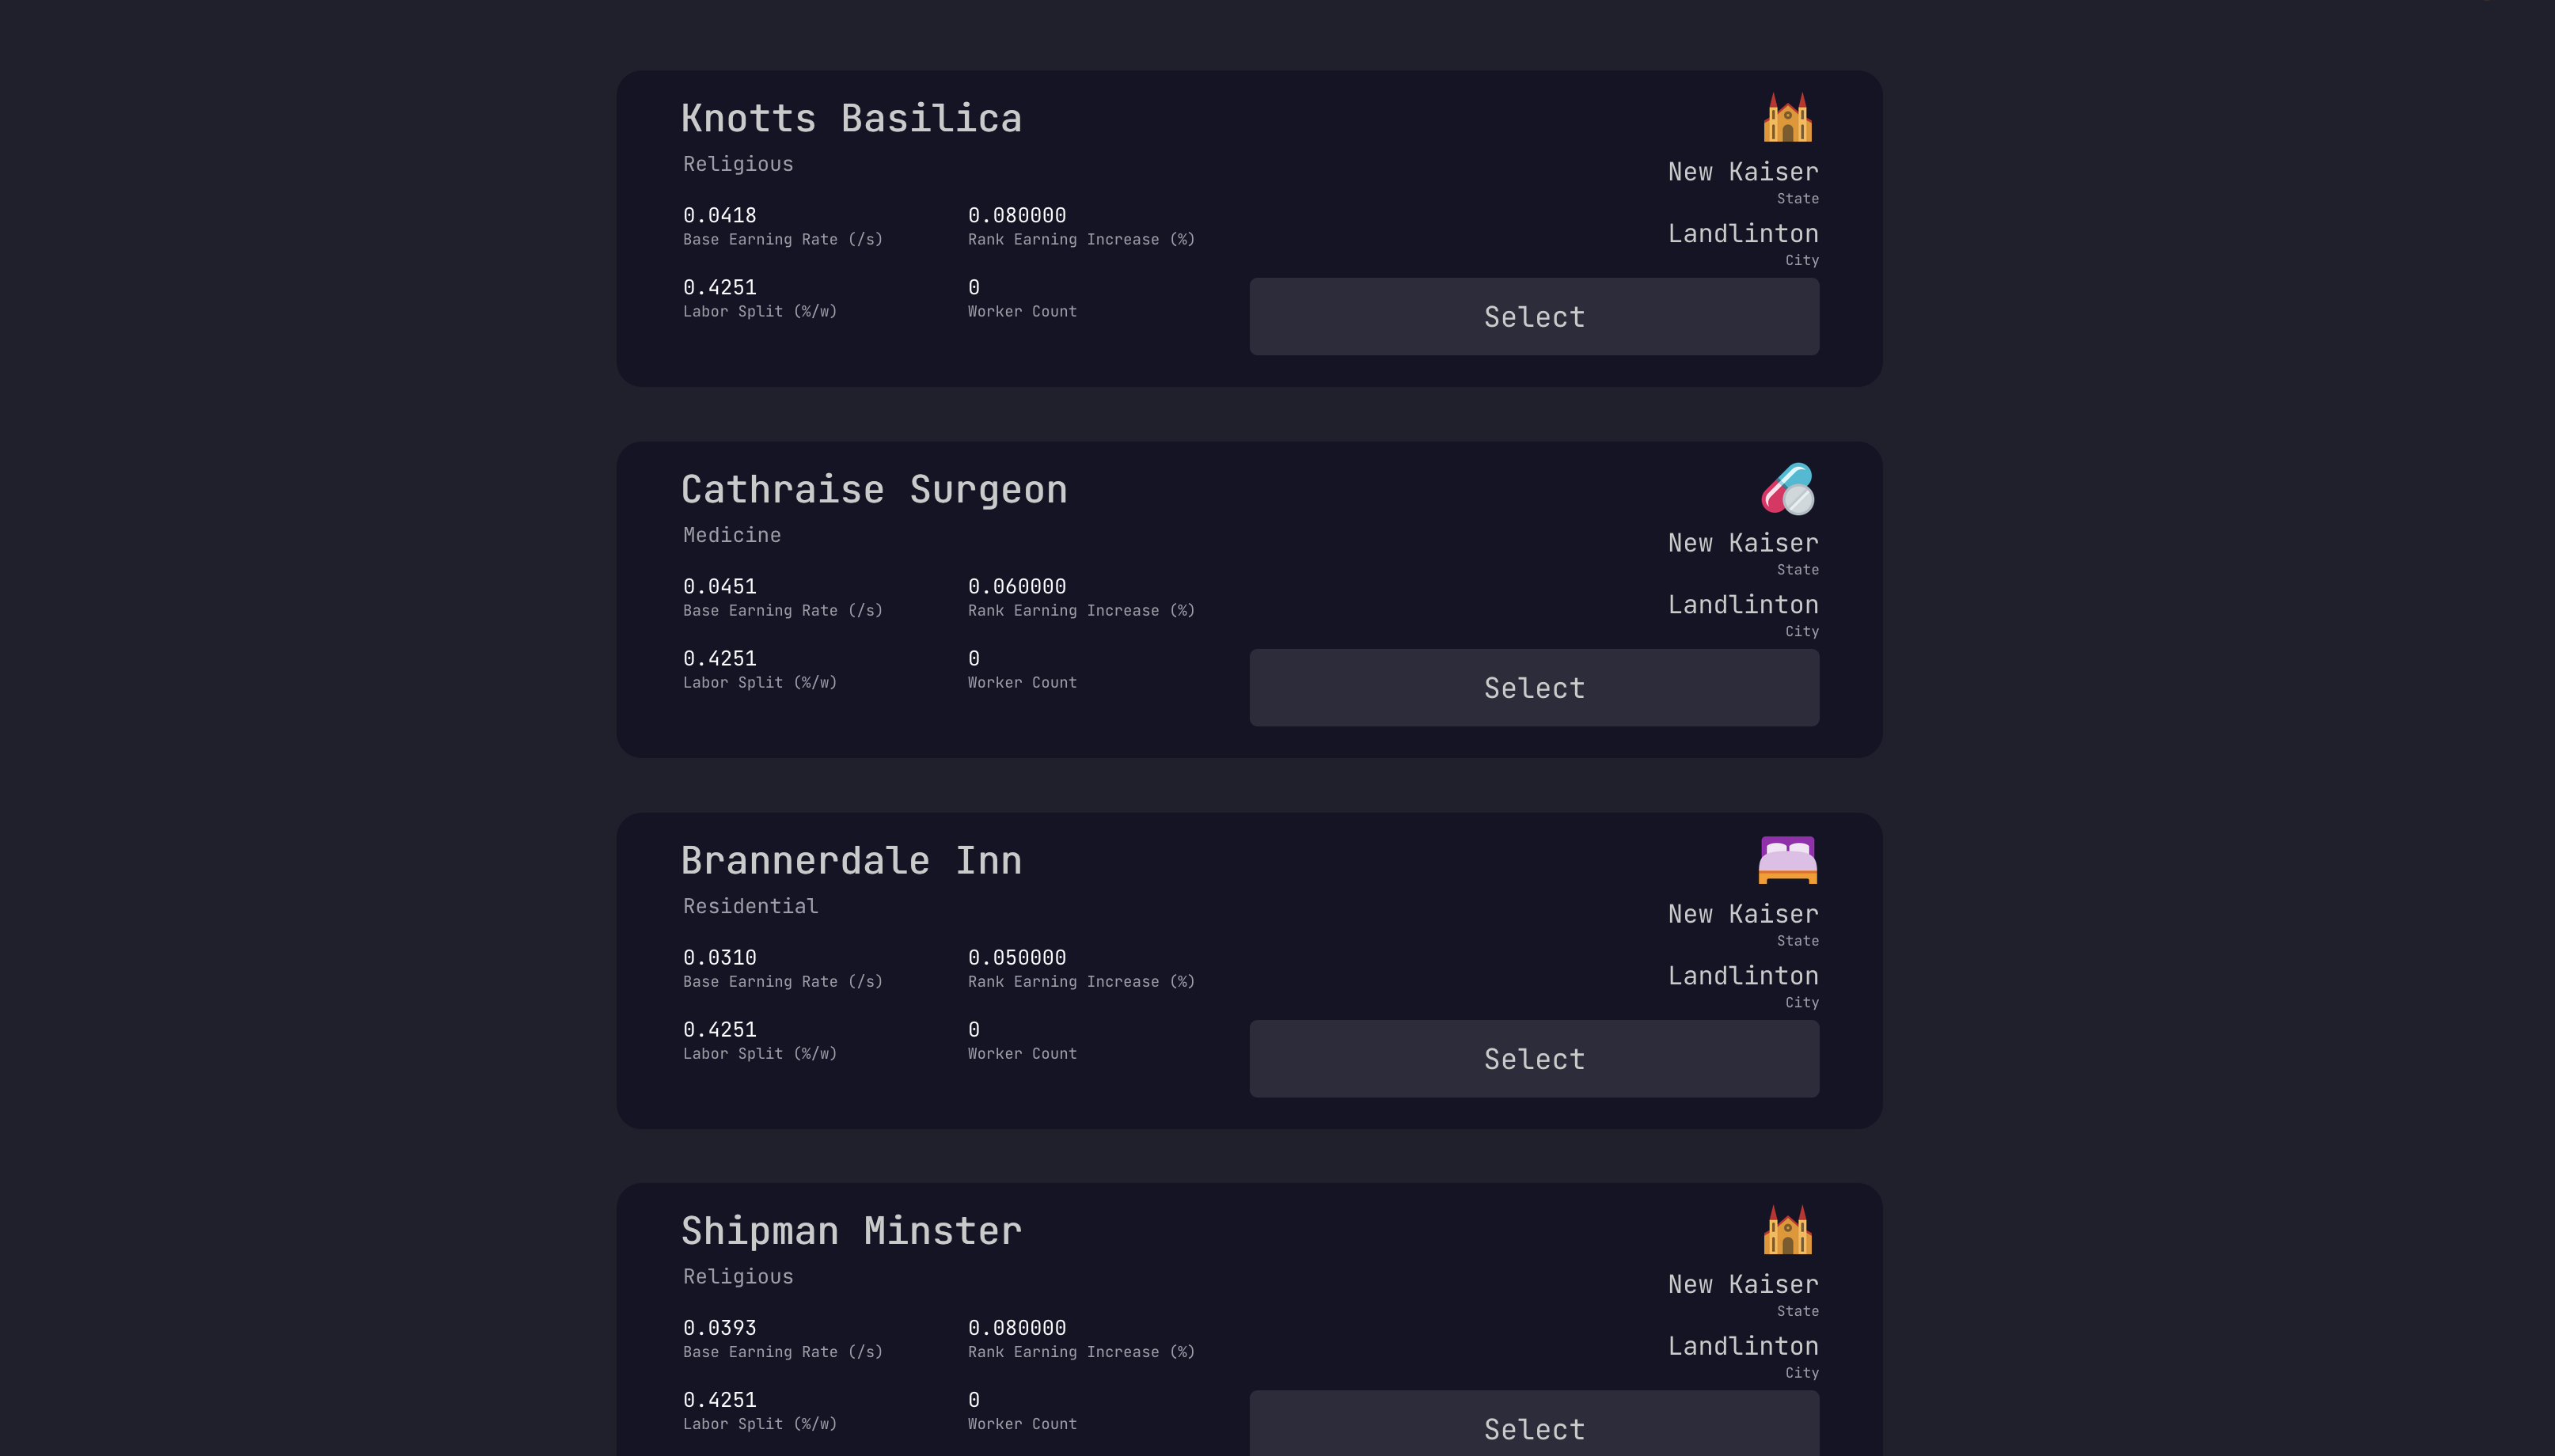 Knotts Basilica
Religious
0.0418
Base Earning Rate (/s)
0.080000
Rank Earning Increase (%)
0.4251
Labor Split (%/w)
0
Worker Count
New Kaiser
State
Landlinton
City
Select
Cathraise Surgeon
Medicine
0.0451
Base Earning Rate (/s)
0.060000
Rank Earning Increase (%)
0.4251
Labor Split (%/w)
0
Worker Count
New Kaiser
State
Landlinton
City
Select
Brannerdale Inn
Residential
0.0310
Base Earning Rate (/s)
0.050000
Rank Earning Increase (%)
0.4251
Labor Split (%/w)
0
Worker Count
New Kaiser
State
Landlinton
City
Select
Shipman Minster
Religious
0.0393
Base Earning Rate (/s)
0.080000
Rank Earning Increase (%)
0.4251
Labor Split (%/w)
0
Worker Count
New Kaiser
State
Landlinton
City
Select